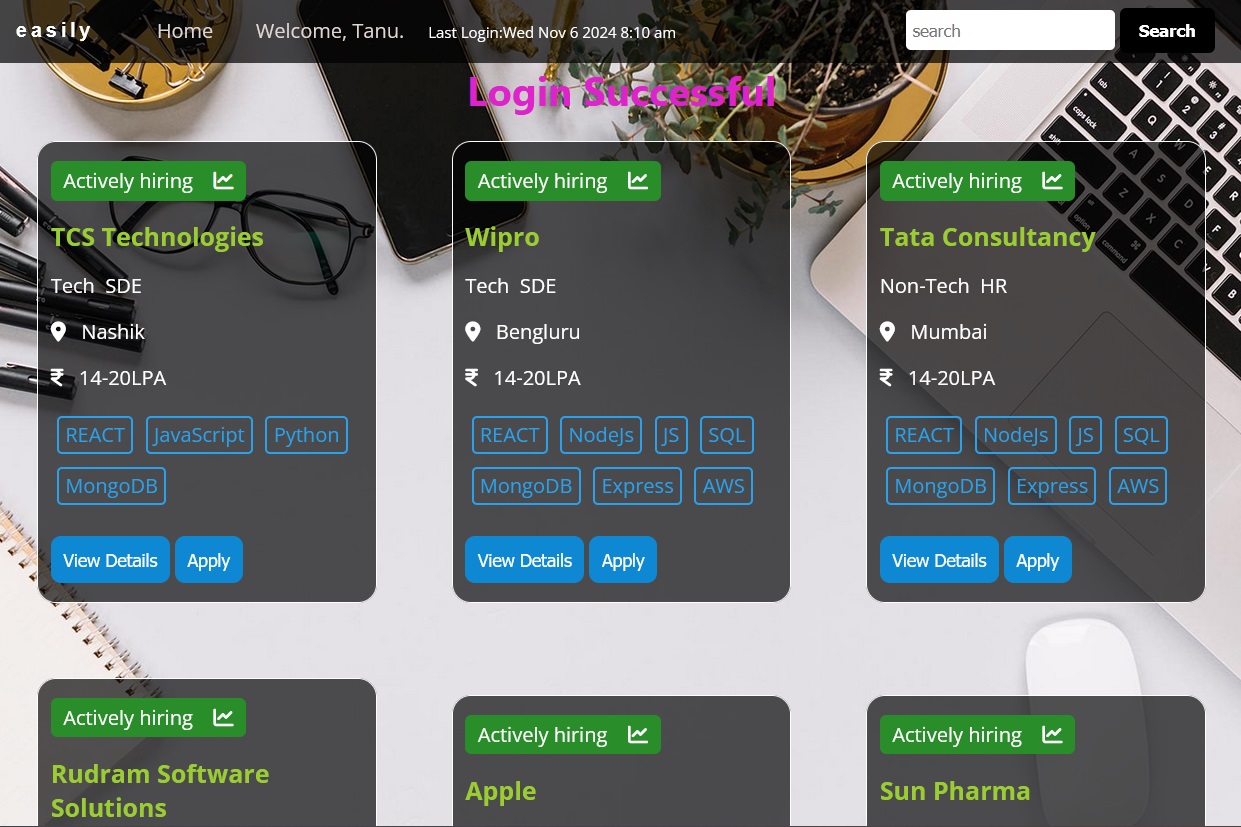 easily Home Welcome, Tanu. Last Login:Wed Nov 6 2024 8:10 am search Search
Login Successful
Actively hiring
TCS Technologies
Tech SDE
Nashik
₹ 14-20LPA
REACT JavaScript Python
MongoDB
View Details Apply
Actively hiring
Wipro
Tech SDE
Bengluru
₹ 14-20LPA
REACT NodeJs JS SQL
MongoDB Express AWS
View Details Apply
Actively hiring
Tata Consultancy
Non-Tech HR
Mumbai
₹ 14-20LPA
REACT NodeJs JS SQL
MongoDB Express AWS
View Details Apply
Actively hiring
Rudram Software
Solutions
Actively hiring
Apple
Actively hiring
Sun Pharma